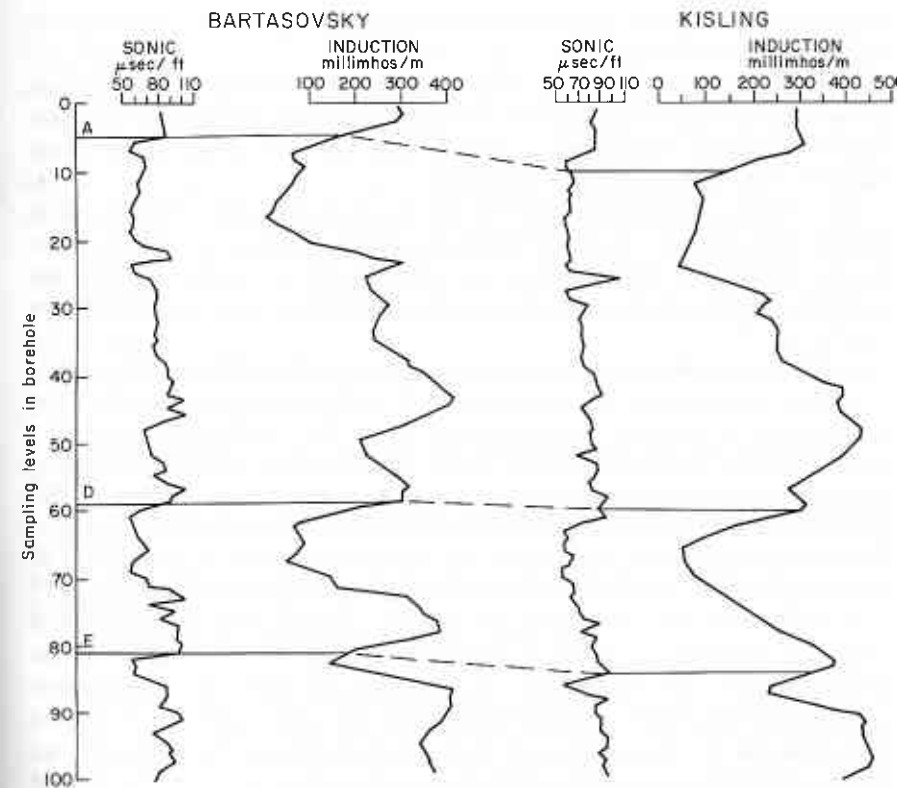 BARTASOVSKY
KISLING
SONIC
µsec/ft
INDUCTION
millimhos/m
SONIC
µsec/ft
INDUCTION
millimhos/m
50 80 110
100 200 300 400
50 70 90 110
0 100 200 300 400 500
0
A
10
20
30
40
50
D
60
70
80
E
90
100
Sampling levels in borehole